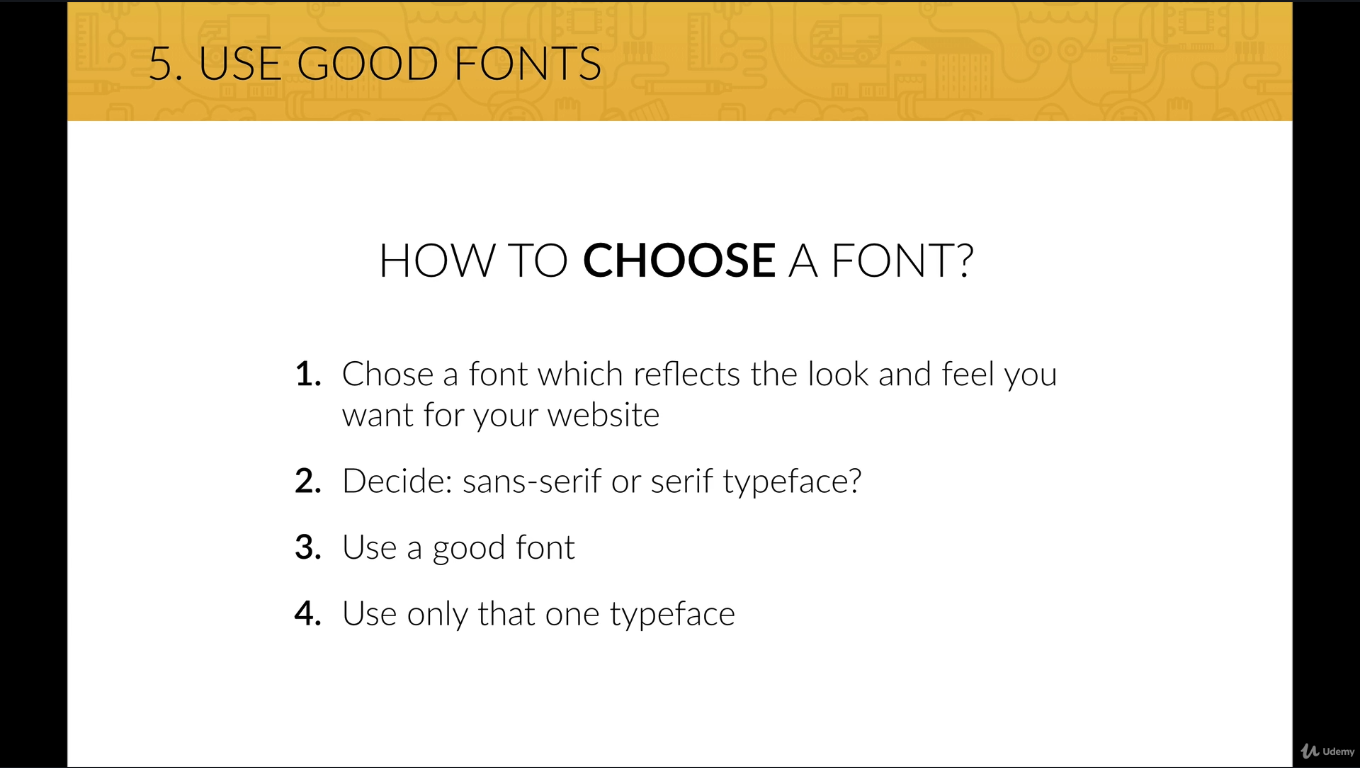 5. USE GOOD FONTS
HOW TO CHOOSE A FONT?
1. Chose a font which reflects the look and feel you
want for your website
2. Decide: sans-serif or serif typeface?
3. Use a good font
4. Use only that one typeface
Udemy